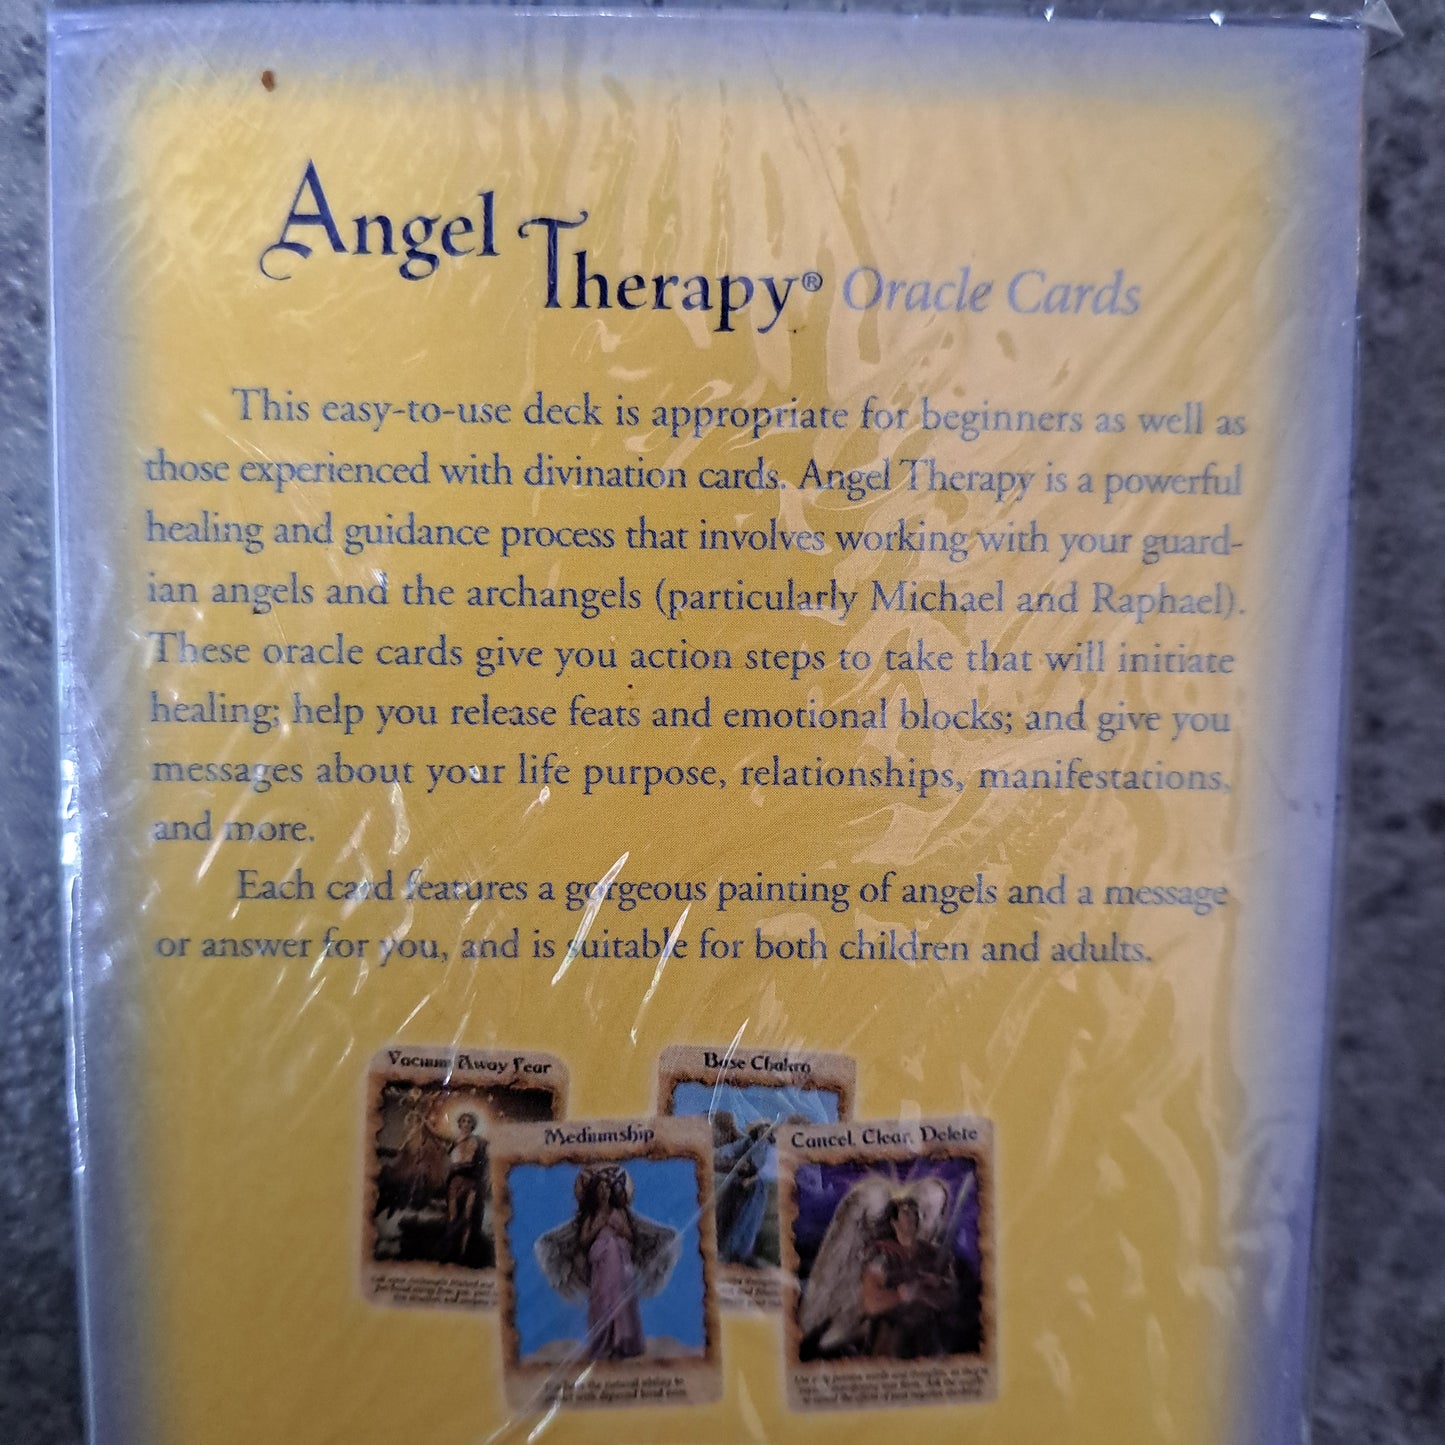 Angel Therapy® Oracle Cards
This easy-to-use deck is appropriate for beginners as well as
those experienced with divination cards. Angel Therapy is a powerful
healing and guidance process that involves working with your guard-
ian angels and the archangels (particularly Michael and Raphael).
These oracle cards give you action steps to take that will initiate
healing; help you release feats and emotional blocks; and give you
messages about your life purpose, relationships, manifestations,
and more.
Each card features a gorgeous painting of angels and a message
or answer for you, and is suitable for both children and adults.
Vacuum Away Fear
Base Chakra
Mediumship
Cancel, Clear, Delete